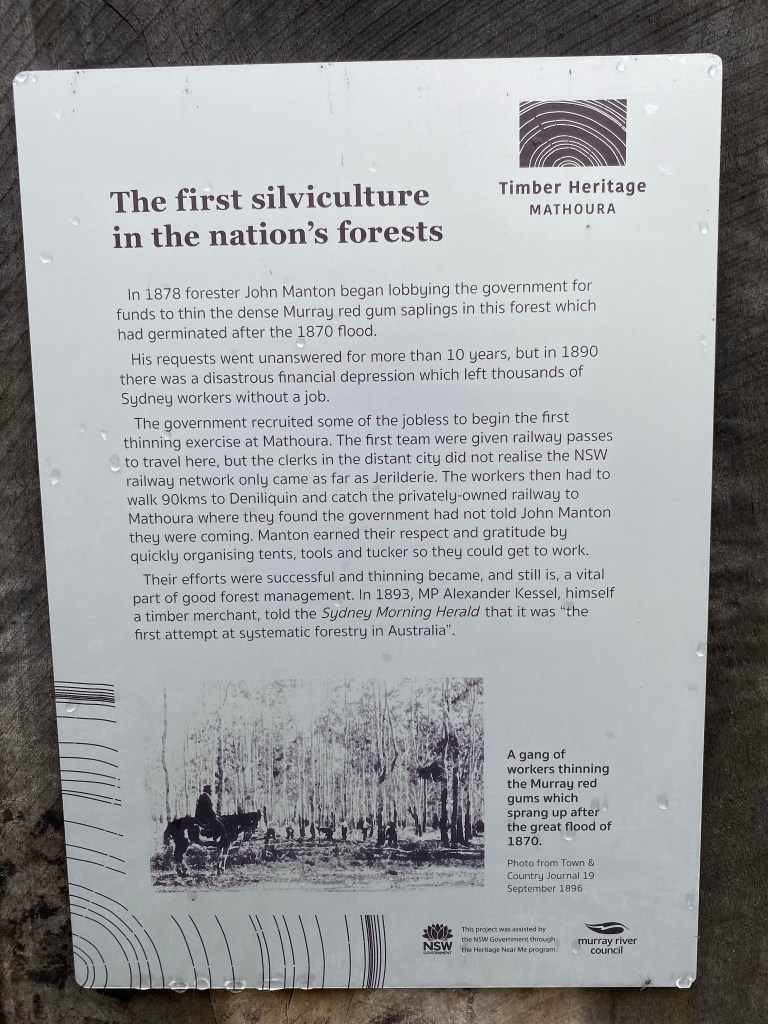 Timber Heritage
MATHOURA
The first silviculture
in the nation's forests
In 1878 forester John Manton began lobbying the government for
funds to thin the dense Murray red gum saplings in this forest which
had germinated after the 1870 flood.
His requests went unanswered for more than 10 years, but in 1890
there was a disastrous financial depression which left thousands of
Sydney workers without a job.
The government recruited some of the jobless to begin the first
thinning exercise at Mathoura. The first team were given railway passes
to travel here, but the clerks in the distant city did not realise the NSW
railway network only came as far as Jerilderie. The workers then had to
walk 90kms to Deniliquin and catch the privately-owned railway to
Mathoura where they found the government had not told John Manton
they were coming. Manton earned their respect and gratitude by
quickly organising tents, tools and tucker so they could get to work.
Their efforts were successful and thinning became, and still is, a vital
part of good forest management. In 1893, MP Alexander Kessel, himself
a timber merchant, told the Sydney Morning Herald that it was "the
first attempt at systematic forestry in Australia".
A gang of
workers thinning
the Murray red
gums which
sprang up after
the great flood of
1870.
Photo from Town &
Country Journal 19
September 1896
NSW
GOVERNMENT
This project was assisted by
the NSW Government through
the Heritage Near Me program.
murray river
council